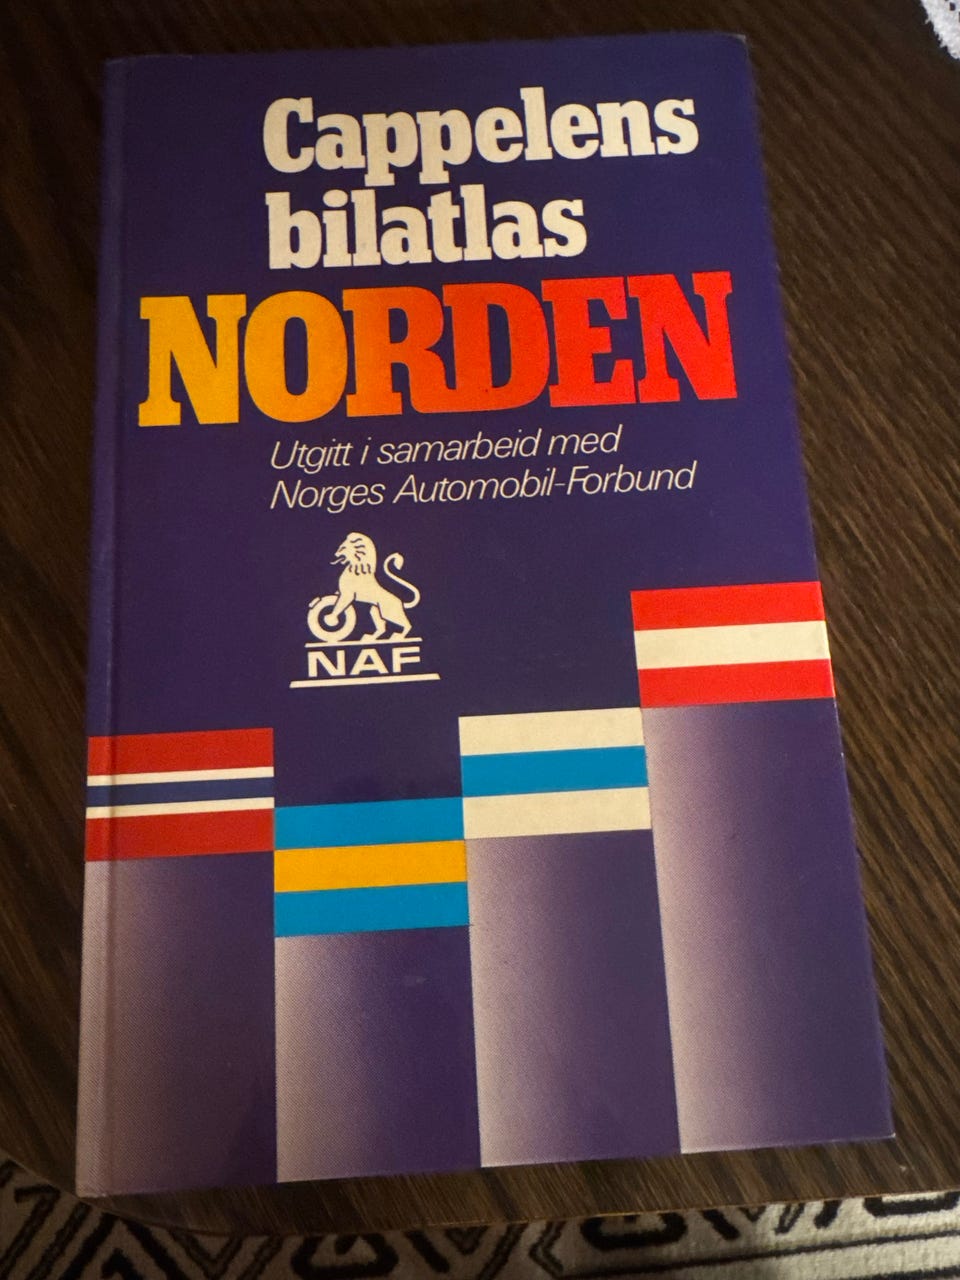 Cappelens
bilatlas
NORDEN
Utgitt i samarbeid med
Norges Automobil-Forbund
NAF